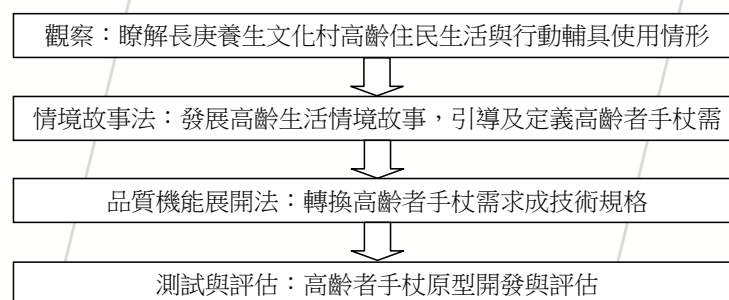 觀察：瞭解長庚養生文化村高齡住民生活與行動輔具使用情形
情境故事法：發展高齡生活情境故事，引導及定義高齡者手杖需
品質機能展開法：轉換高齡者手杖需求成技術規格
測試與評估：高齡者手杖原型開發與評估